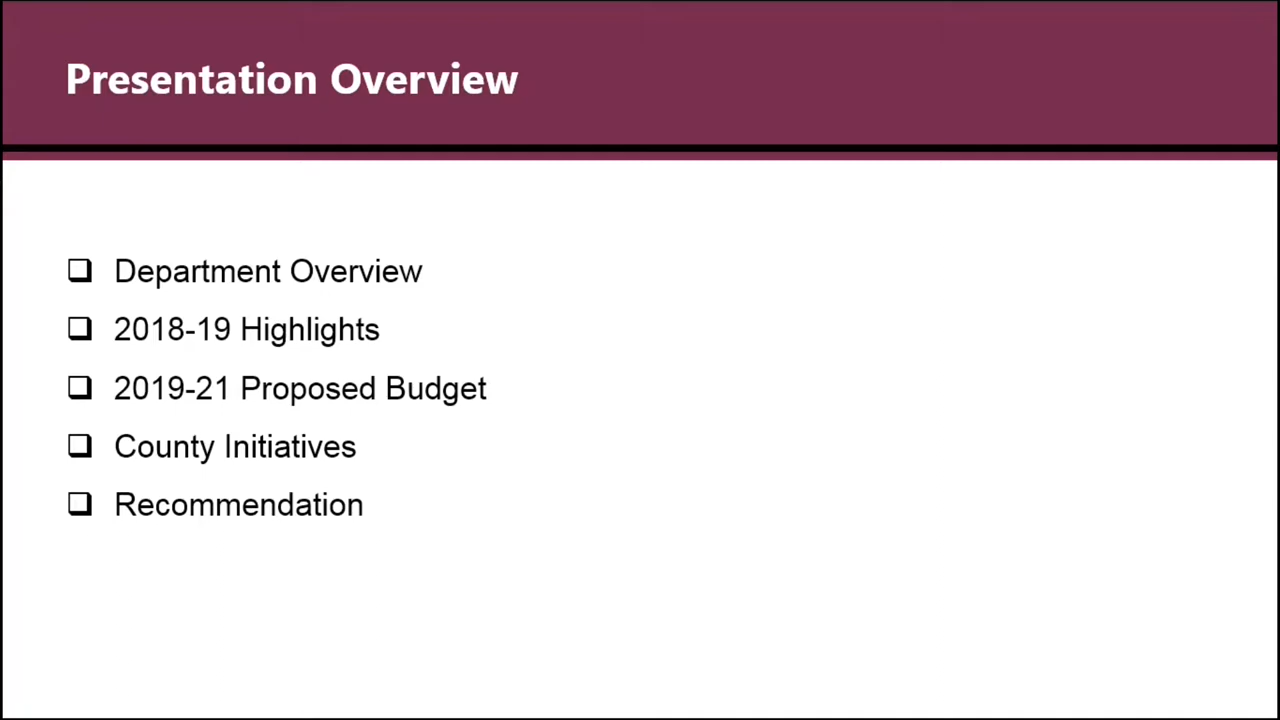 Presentation Overview
Department Overview
2018-19 Highlights
2019-21 Proposed Budget
County Initiatives
Recommendation